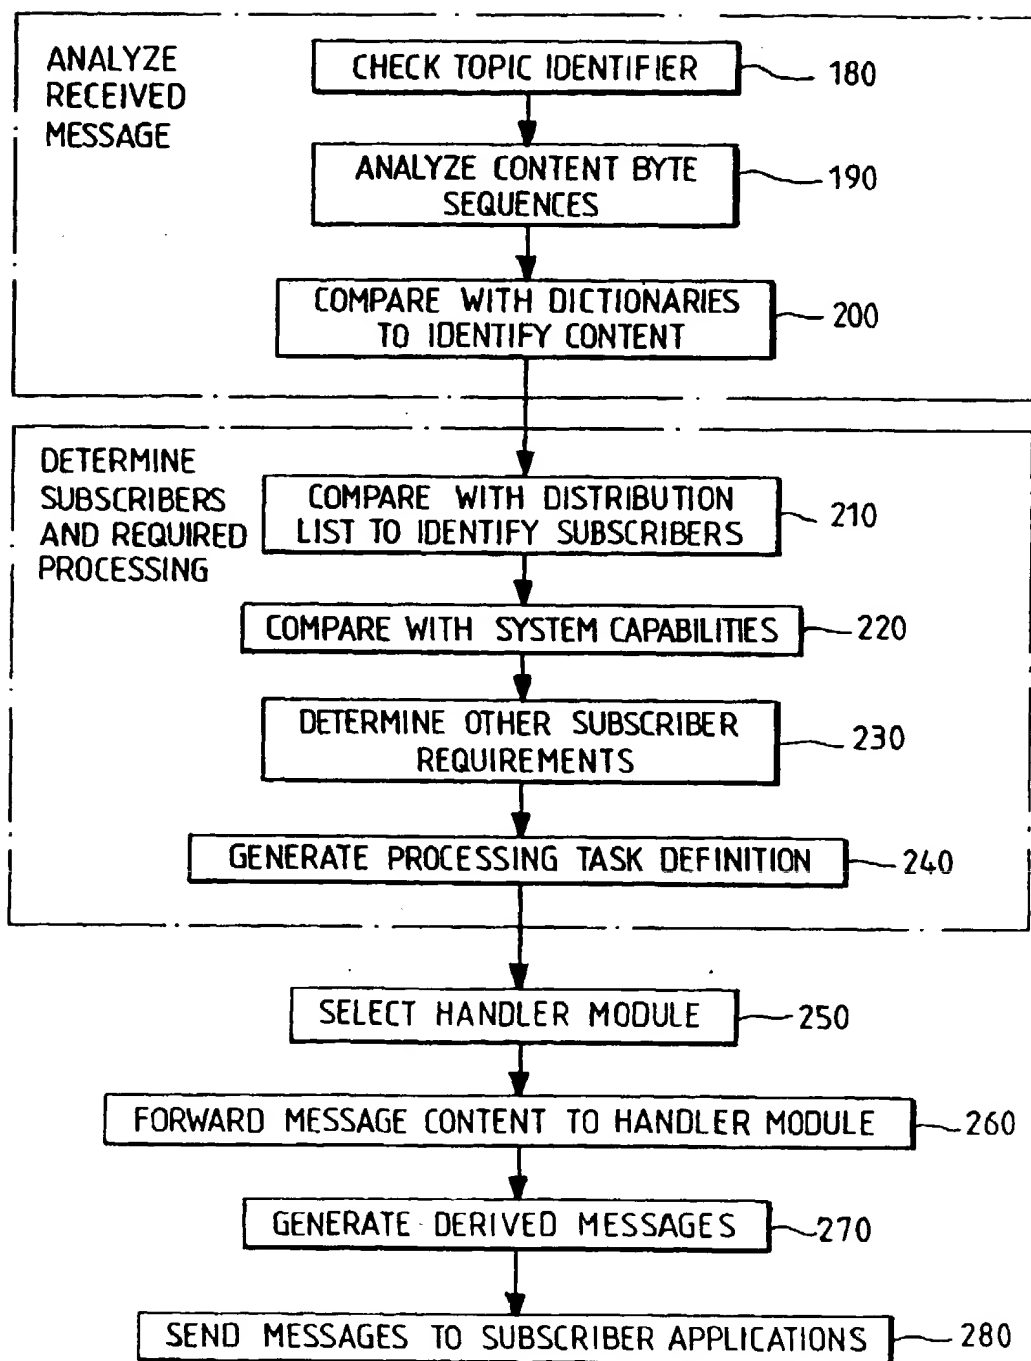 ANALYZE
RECEIVED
MESSAGE
CHECK TOPIC IDENTIFIER
180
ANALYZE CONTENT BYTE
SEQUENCES
190
COMPARE WITH DICTIONARIES
TO IDENTIFY CONTENT
200
DETERMINE
SUBSCRIBERS
AND REQUIRED
PROCESSING
COMPARE WITH DISTRIBUTION
LIST TO IDENTIFY SUBSCRIBERS
210
COMPARE WITH SYSTEM CAPABILITIES
220
DETERMINE OTHER SUBSCRIBER
REQUIREMENTS
230
GENERATE PROCESSING TASK DEFINITION
240
SELECT HANDLER MODULE
250
FORWARD MESSAGE CONTENT TO HANDLER MODULE
260
GENERATE DERIVED MESSAGES
270
SEND MESSAGES TO SUBSCRIBER APPLICATIONS
280